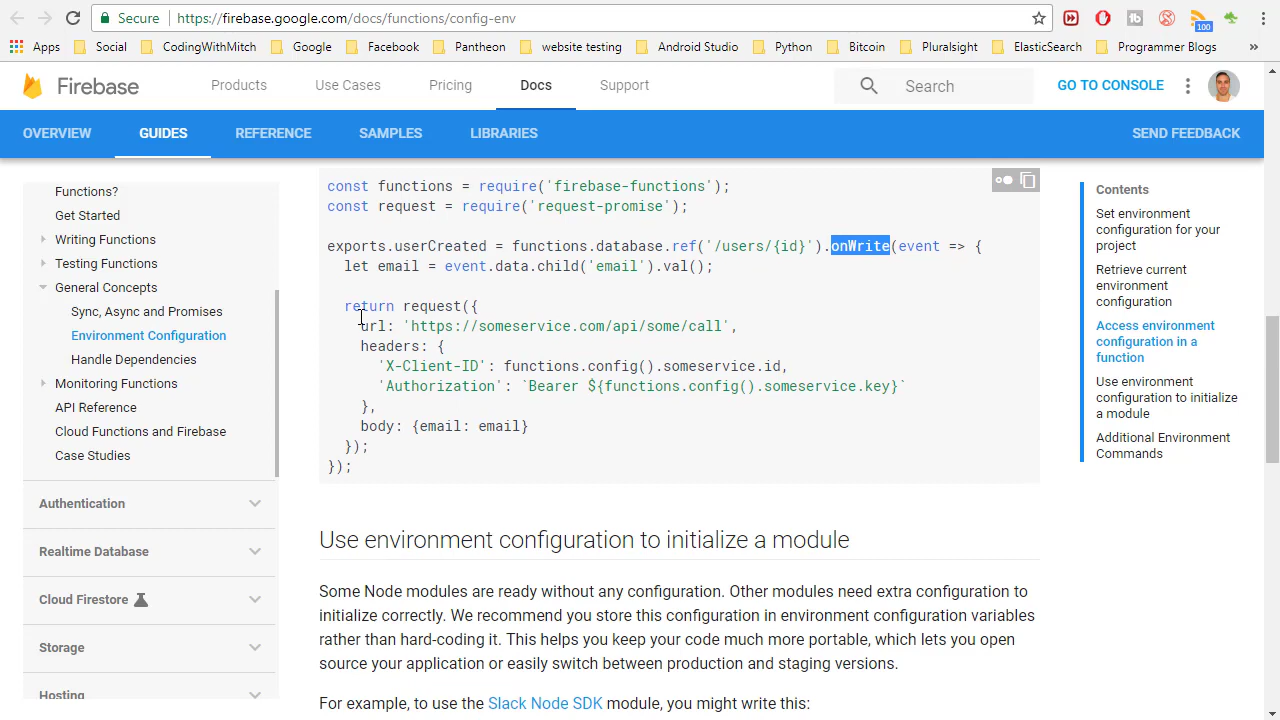 Secure https://firebase.google.com/docs/functions/config-env
100
Apps Social CodingWithMitch Google Facebook Pantheon website testing Android Studio Python Bitcoin Pluralsight ElasticSearch Programmer Blogs »
Firebase Products Use Cases Pricing Docs Support Search GO TO CONSOLE
OVERVIEW GUIDES REFERENCE SAMPLES LIBRARIES SEND FEEDBACK
Functions?
Get Started
Writing Functions
Testing Functions
General Concepts
Sync, Async and Promises
Environment Configuration
Handle Dependencies
Monitoring Functions
API Reference
Cloud Functions and Firebase
Case Studies
Authentication
Realtime Database
Cloud Firestore
Storage
Hosting
const functions = require('firebase-functions');
const request = require('request-promise');
exports.userCreated = functions.database.ref('/users/{id}').onWrite(event => {
let email = event.data.child('email').val();
return request({
url: 'https://someservice.com/api/some/call',
headers: {
'X-Client-ID': functions.config().someservice.id,
'Authorization': `Bearer ${functions.config().someservice.key}`
},
body: {email: email}
});
});
Use environment configuration to initialize a module
Some Node modules are ready without any configuration. Other modules need extra configuration to
initialize correctly. We recommend you store this configuration in environment configuration variables
rather than hard-coding it. This helps you keep your code much more portable, which lets you open
source your application or easily switch between production and staging versions.
For example, to use the Slack Node SDK module, you might write this:
Contents
Set environment
configuration for your
project
Retrieve current
environment
configuration
Access environment
configuration in a
function
Use environment
configuration to initialize
a module
Additional Environment
Commands